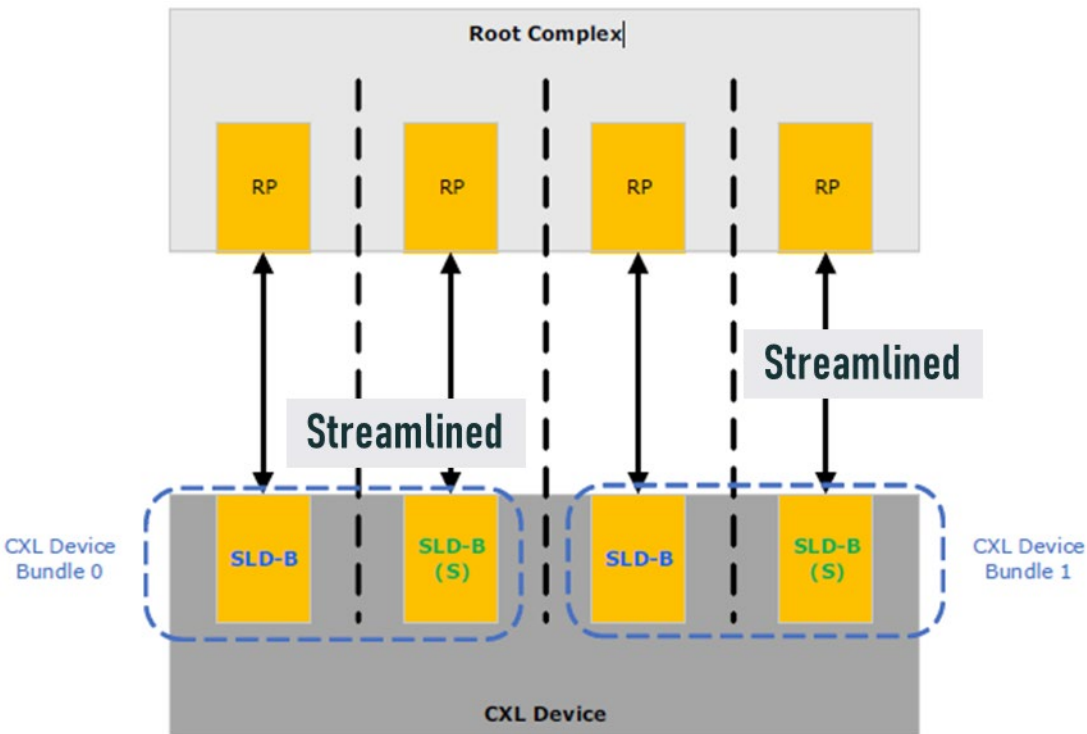 Root Complex
RP
RP
RP
RP
Streamlined
Streamlined
CXL Device
Bundle 0
SLD-B
SLD-B
(S)
SLD-B
SLD-B
(S)
CXL Device
Bundle 1
CXL Device